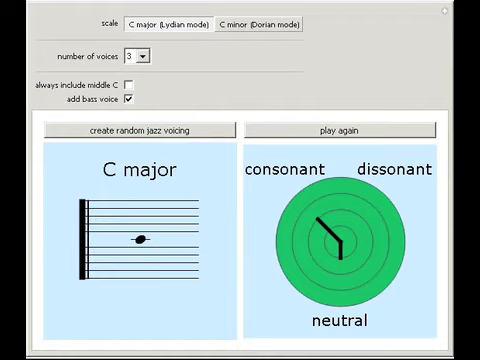 scale C major (Lydian mode) C minor (Dorian mode)
number of voices 3
always include middle C
add bass voice
create random jazz voicing play again
C major
consonant dissonant
neutral